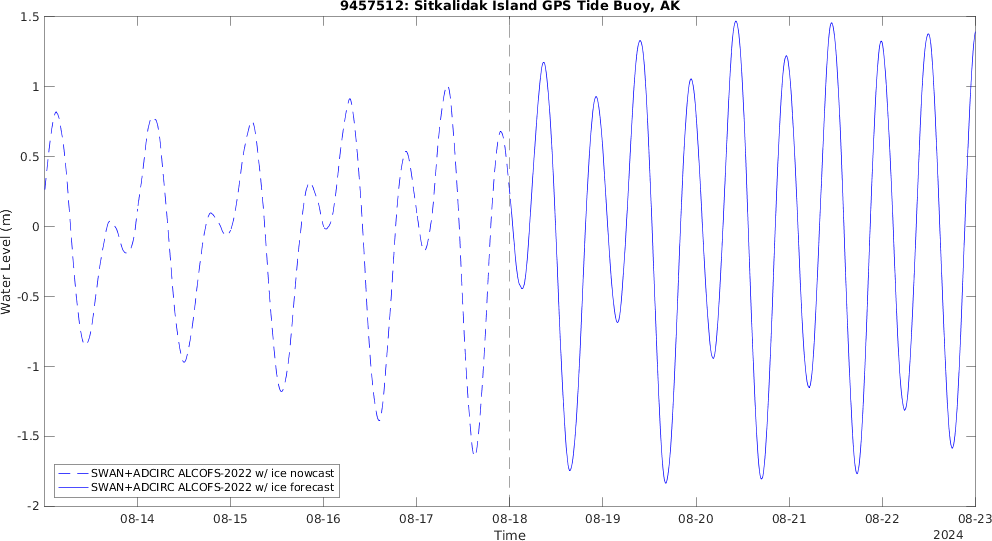 9457512: Sitkalidak Island GPS Tide Buoy, AK
1.5
1
0.5
0
-0.5
-1
-1.5
-2
Water Level (m)
SWAN+ADCIRC ALCOFS-2022 w/ ice nowcast
SWAN+ADCIRC ALCOFS-2022 w/ ice forecast
08-14 08-15 08-16 08-17 08-18 08-19 08-20 08-21 08-22 08-23
Time
2024